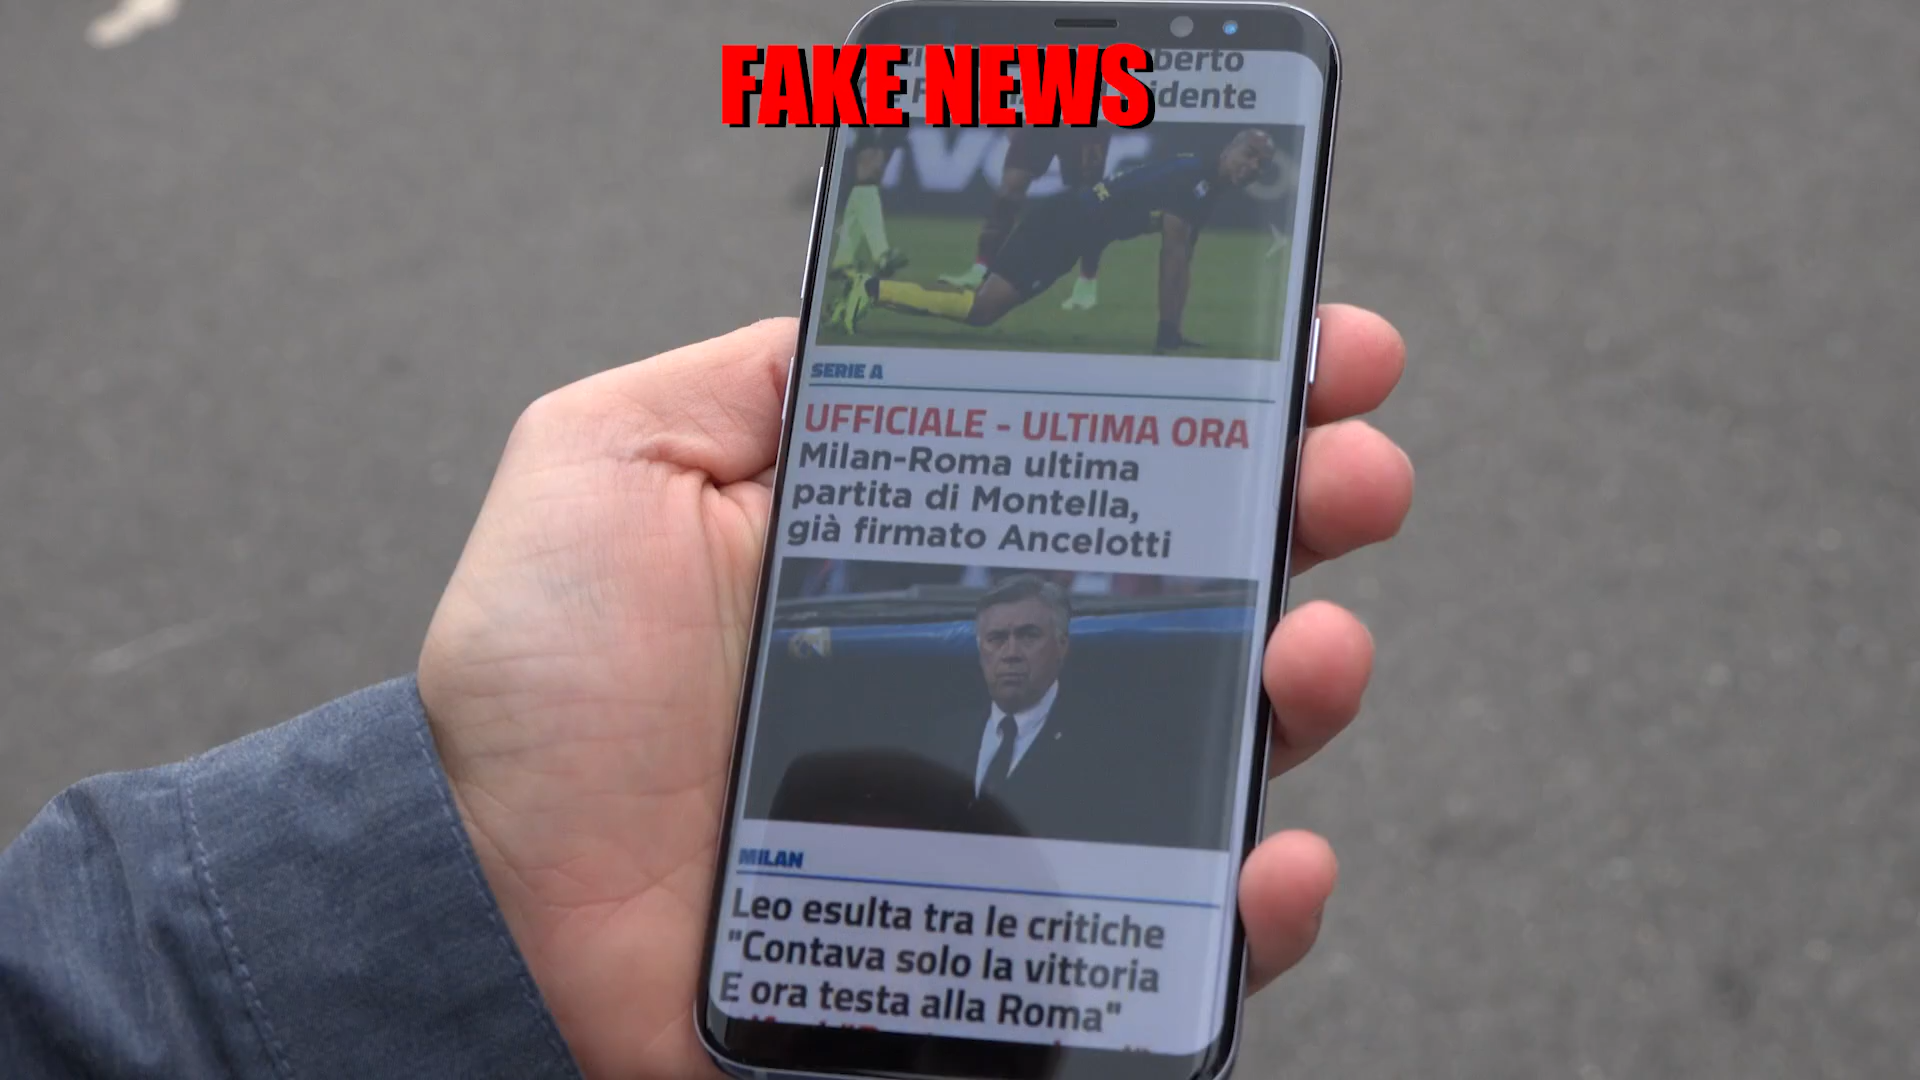 FAKE NEWS
berto
idente
SERIE A
UFFICIALE - ULTIMA ORA
Milan-Roma ultima
partita di Montella,
già firmato Ancelotti
MILAN
Leo esulta tra le critiche
"Contava solo la vittoria
E ora testa alla Roma"